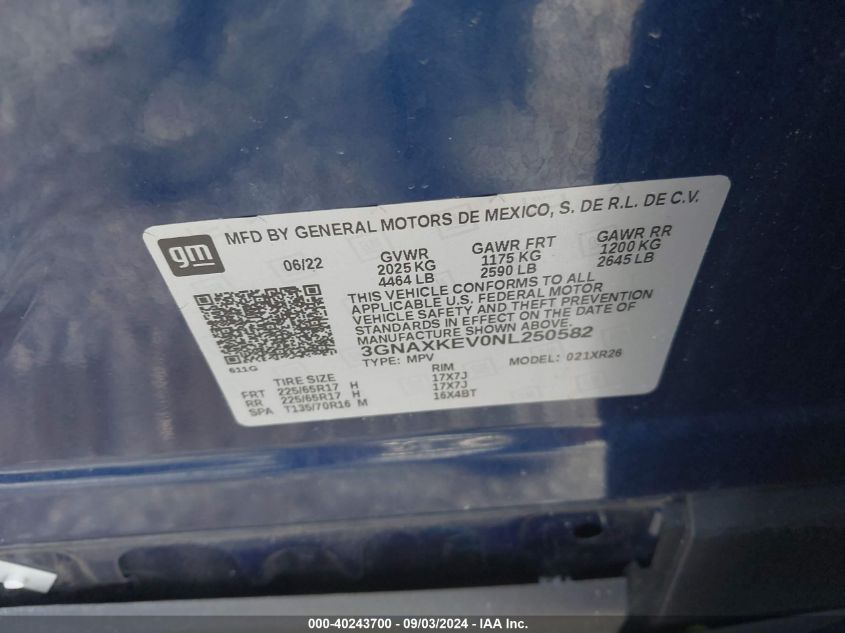 gm MFD BY GENERAL MOTORS DE MEXICO, S. DE R.L. DE C.V.
06/22 GVWR GAWR FRT GAWR RR
2025 KG 1175 KG 1200 KG
4464 LB 2590 LB 2645 LB
THIS VEHICLE CONFORMS TO ALL
APPLICABLE U.S. FEDERAL MOTOR
VEHICLE SAFETY AND THEFT PREVENTION
STANDARDS IN EFFECT ON THE DATE OF
MANUFACTURE SHOWN ABOVE.
3GNAXKEV0NL250582
611G
TYPE: MPV MODEL: 021XR26
TIRE SIZE RIM
FRT 225/65R17 H 17X7J
RR 225/65R17 H 17X7J
SPA T135/70R16 M 16X4BT
000-40243700 - 09/03/2024 - IAA Inc.